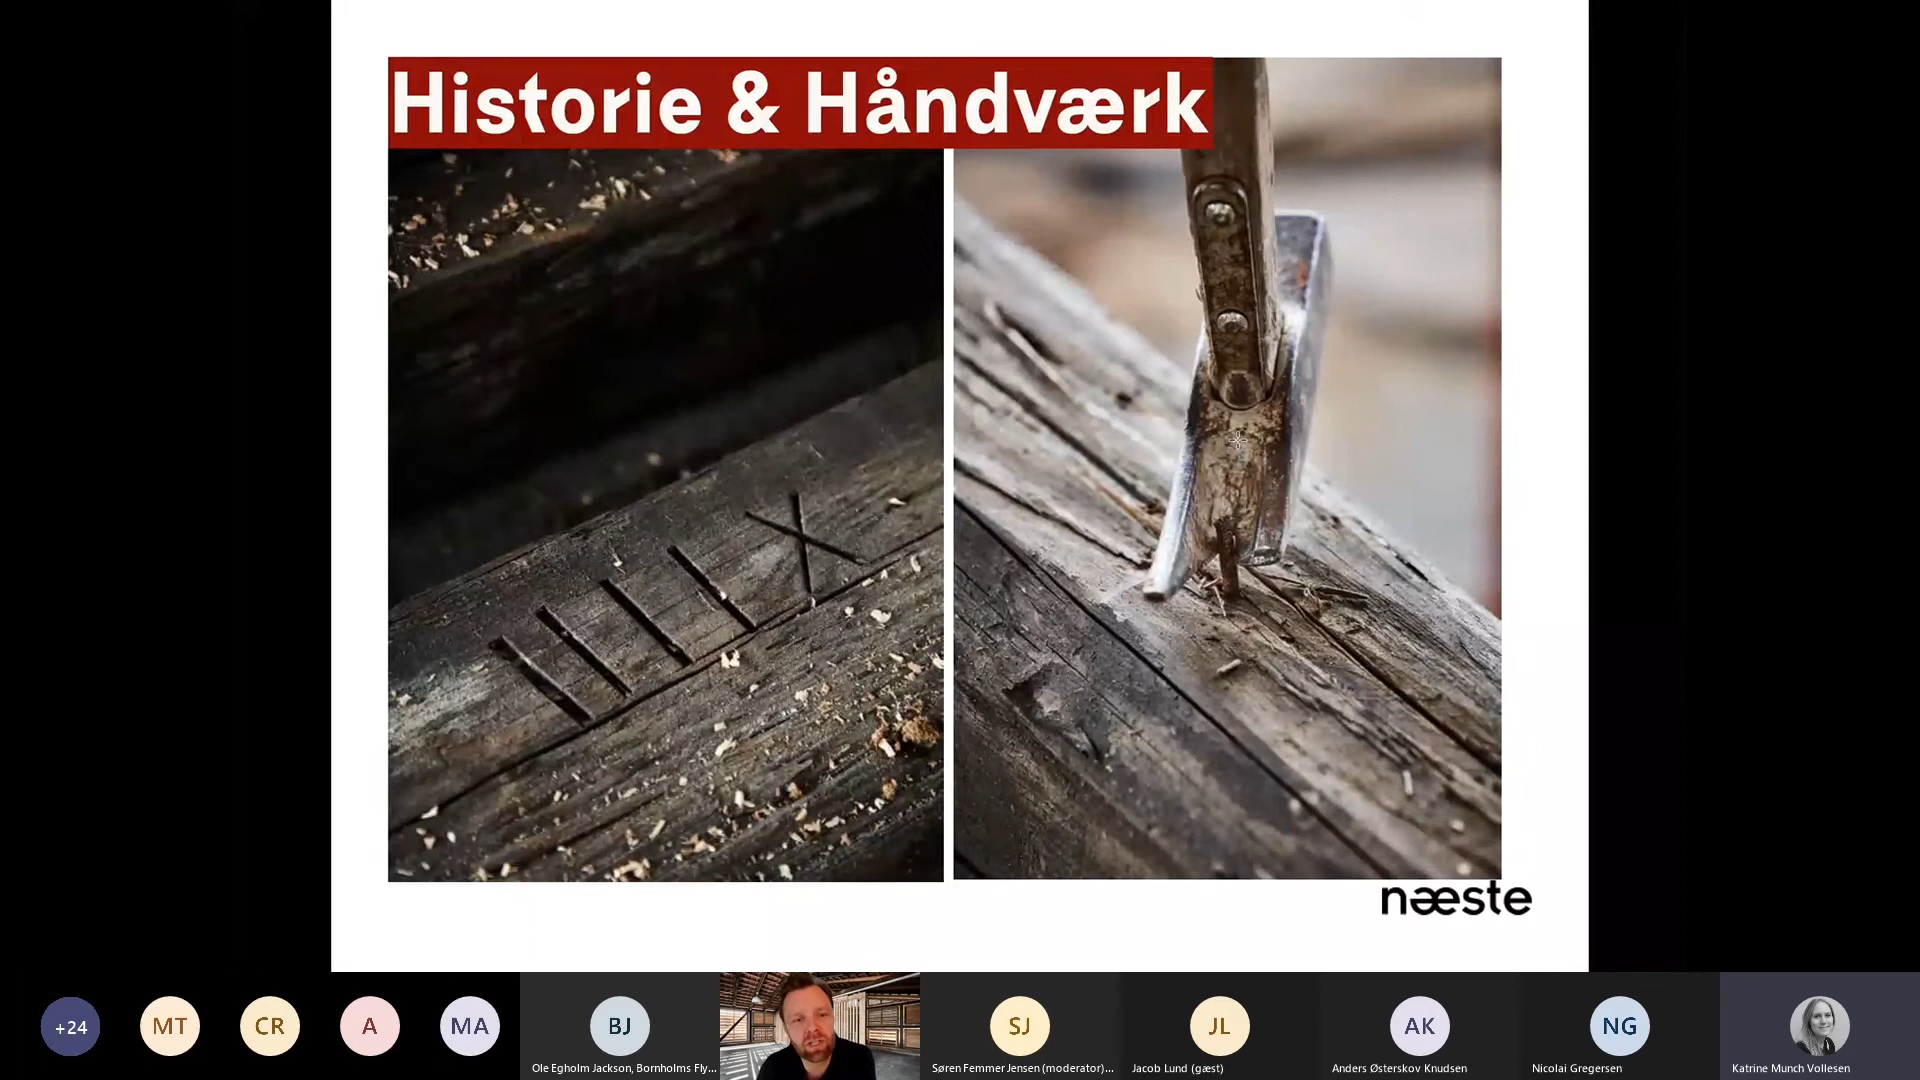 Historie & Håndværk
IIIIX
næste
+24
MT
CR
A
MA
BJ
SJ
JL
AK
NG
Ole Egholm Jackson, Bornholms Fly...
Søren Femmer Jensen (moderator)...
Jacob Lund (gæst)
Anders Østerskov Knudsen
Nicolai Gregersen
Katrine Munch Vollesen